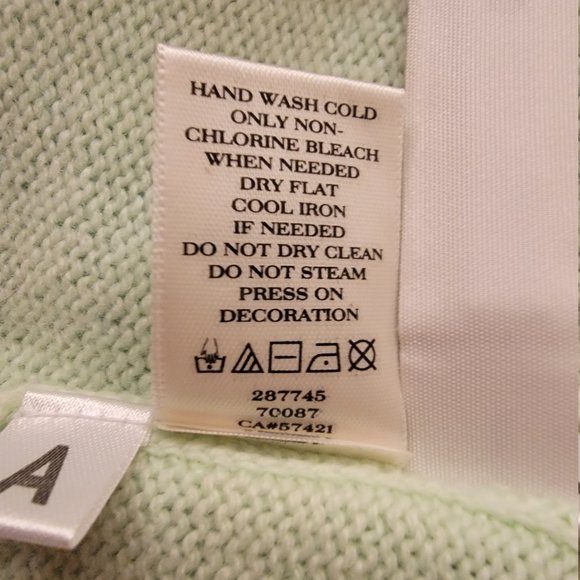 HAND WASH COLD
ONLY NON-
CHLORINE BLEACH
WHEN NEEDED
DRY FLAT
COOL IRON
IF NEEDED
DO NOT DRY CLEAN
DO NOT STEAM
PRESS ON
DECORATION
287745
70087
CA#57421
A